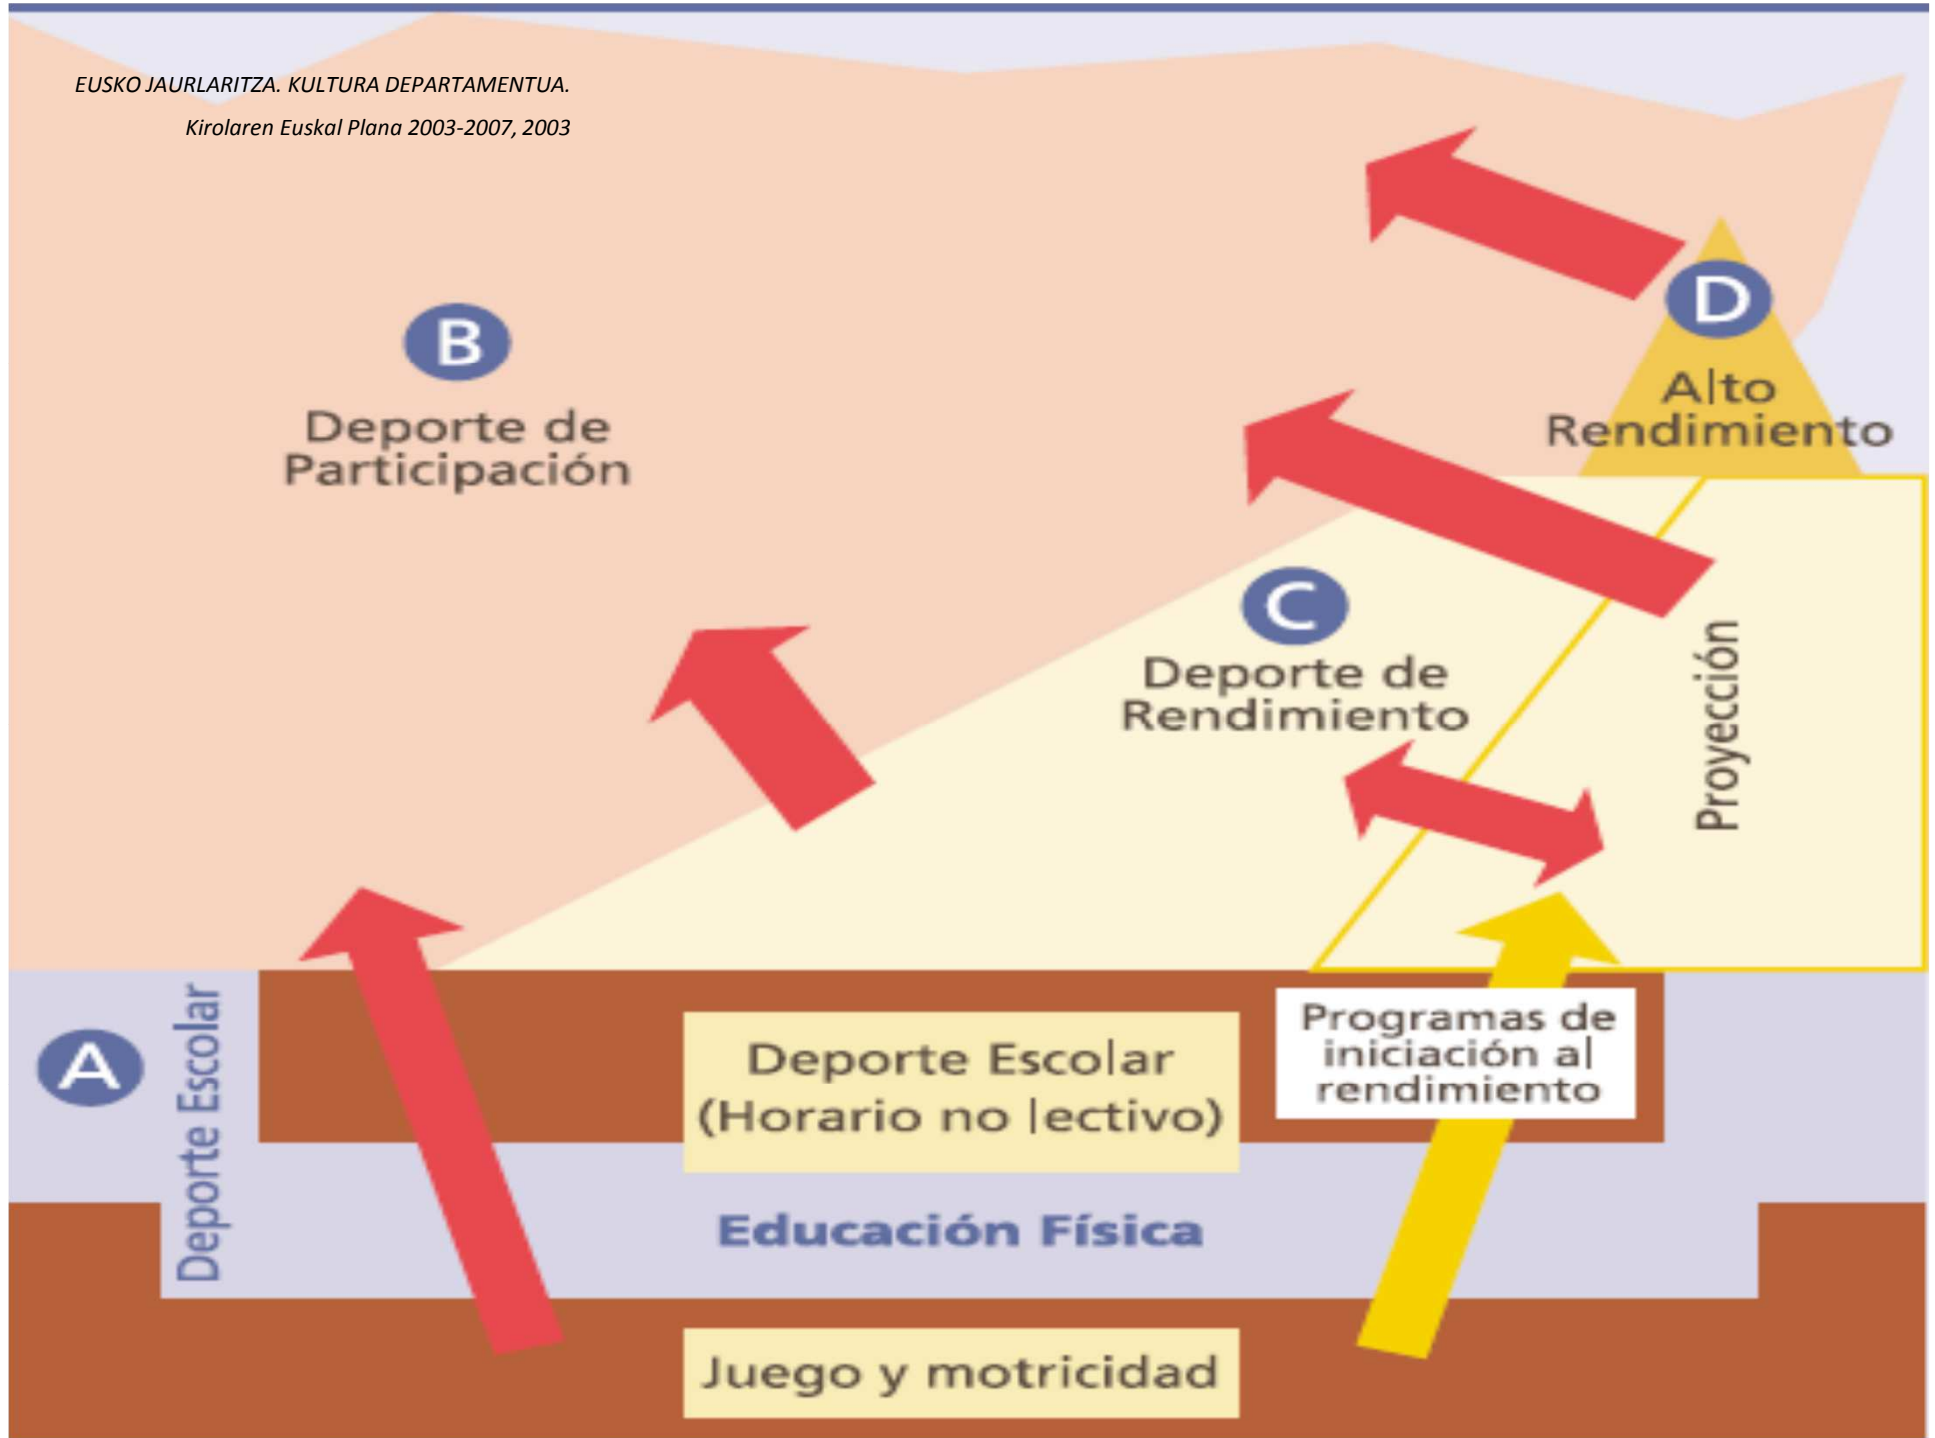 EUSKO JAURLARITZA. KULTURA DEPARTAMENTUA.
Kirolaren Euskal Plana 2003-2007, 2003
D
Alto
Rendimiento
B
Deporte de
Participación
C
Deporte de
Rendimiento
Proyección
A
Deporte Escolar
Deporte Escolar
(Horario no lectivo)
Programas de
iniciación al
rendimiento
Educación Física
Juego y motricidad